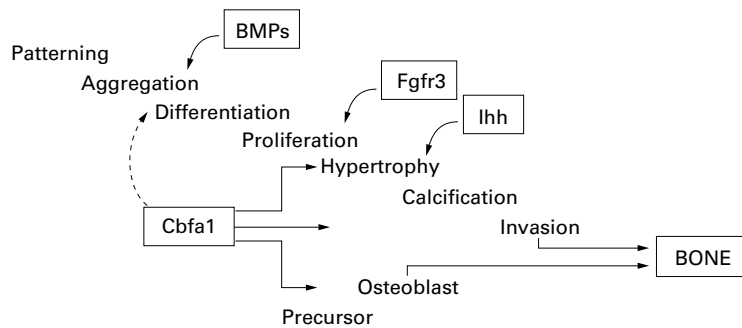 BMPs
Patterning
Aggregation
Fgfr3
Differentiation
Ihh
Proliferation
Hypertrophy
Calcification
Cbfa1
Invasion
BONE
Osteoblast
Precursor